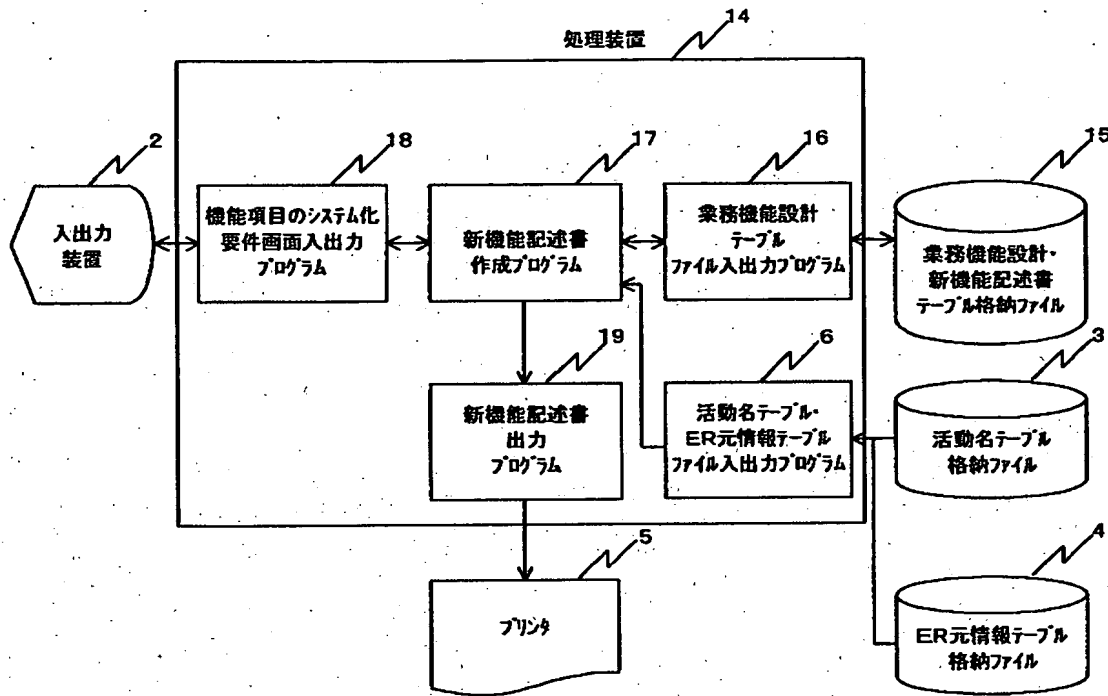 14
処理装置
2
18
17
16
15
入出力
装置
機能項目のシステム化
要件画面入出力
プログラム
新機能記述書
作成プログラム
業務機能設計
テーブル
ファイル入出力プログラム
業務機能設計・
新機能記述書
テーブル格納ファイル
19
6
3
新機能記述書
出力
プログラム
活動名テーブル・
ER元情報テーブル
ファイル入出力プログラム
活動名テーブル
格納ファイル
5
4
プリンタ
ER元情報テーブル
格納ファイル